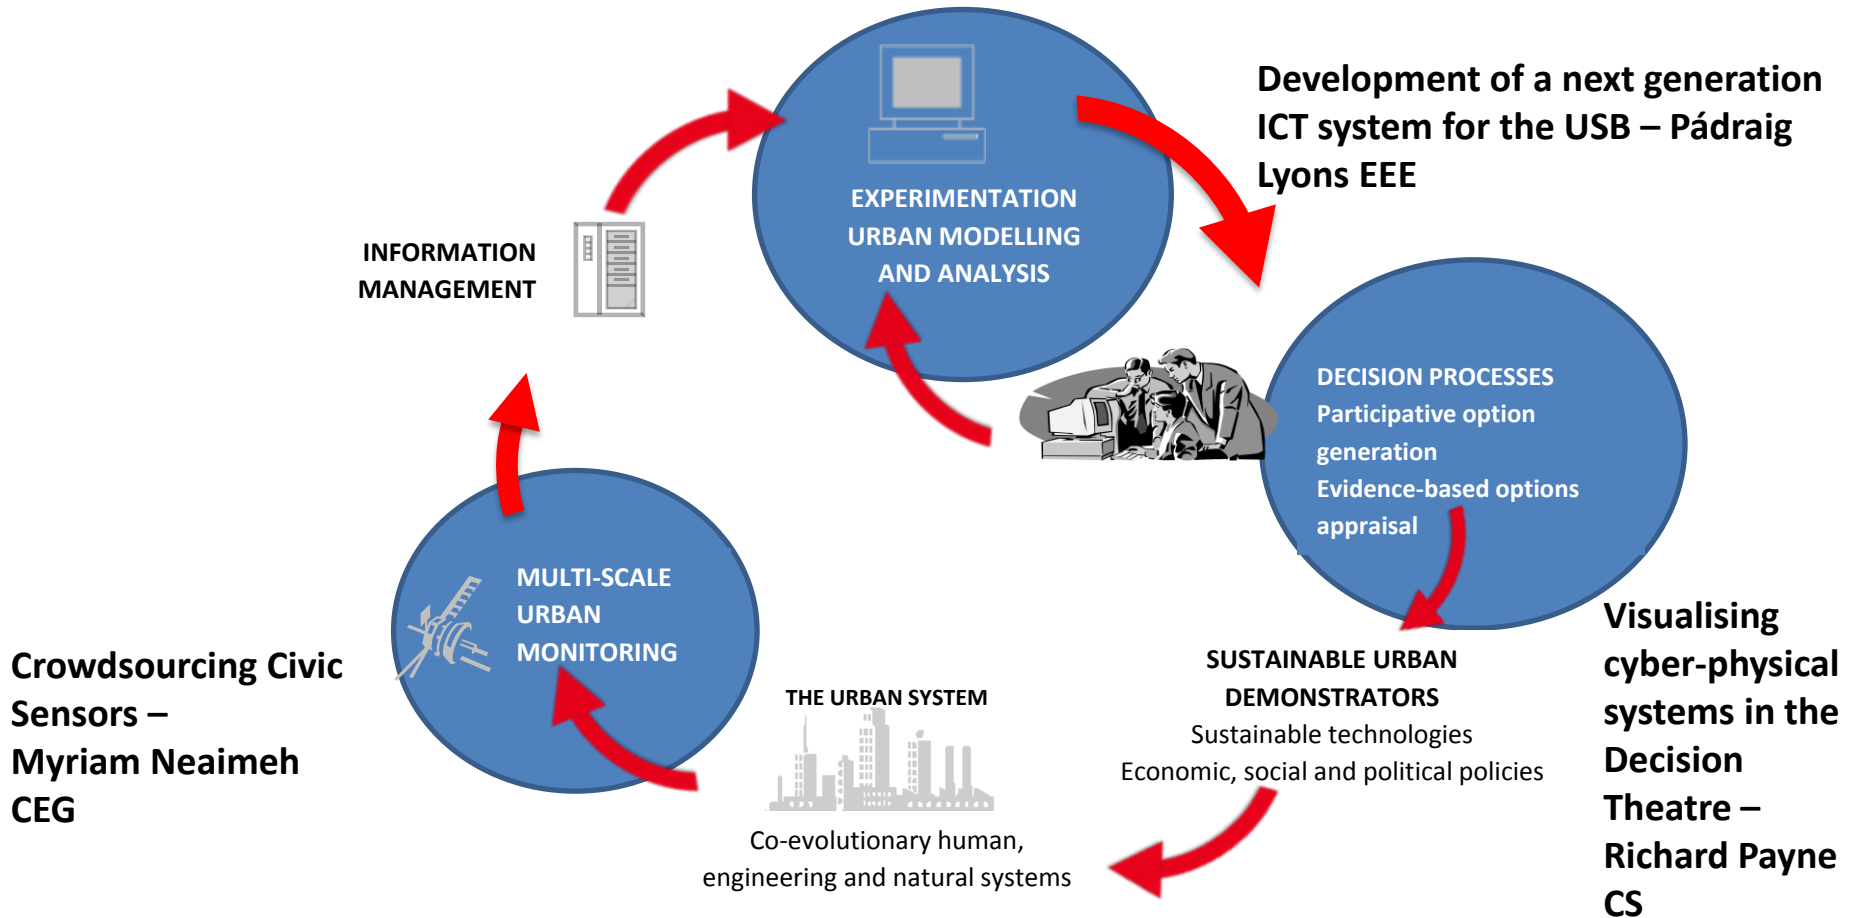 Development of a next generation
ICT system for the USB – Pádraig
Lyons EEE
EXPERIMENTATION
URBAN MODELLING
AND ANALYSIS
INFORMATION
MANAGEMENT
DECISION PROCESSES
Participative option
generation
Evidence-based options
appraisal
MULTI-SCALE
URBAN
MONITORING
Crowdsourcing Civic
Sensors –
Myriam Neaimeh
CEG
THE URBAN SYSTEM
Co-evolutionary human,
engineering and natural systems
SUSTAINABLE URBAN
DEMONSTRATORS
Sustainable technologies
Economic, social and political policies
Visualising
cyber-physical
systems in the
Decision
Theatre –
Richard Payne
CS